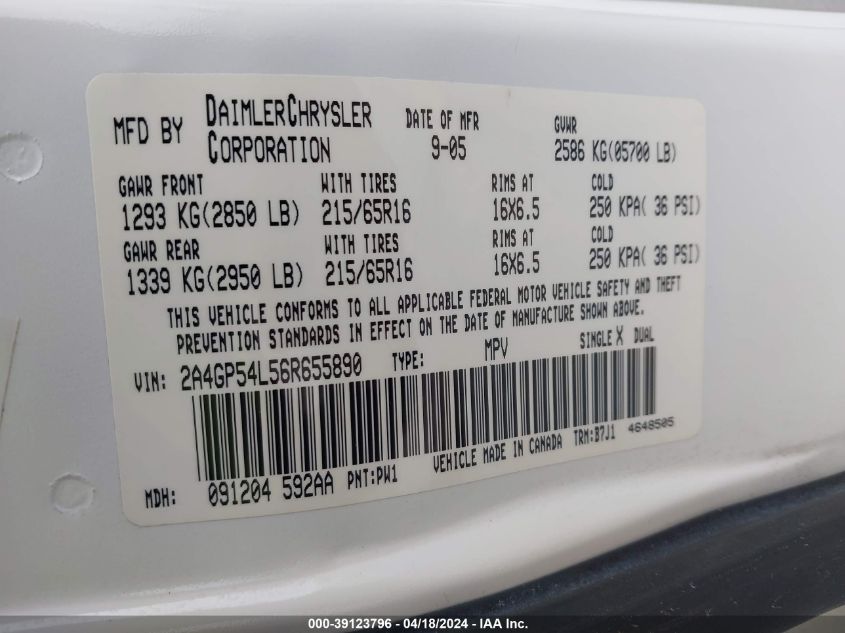 MFD BY DAIMLERCHRYSLER CORPORATION DATE OF MFR 9-05 GVWR 2586 KG(05700 LB)
GAWR FRONT WITH TIRES RIMS AT COLD
1293 KG(2850 LB) 215/65R16 16X6.5 250 KPA( 36 PSI)
GAWR REAR WITH TIRES RIMS AT COLD
1339 KG(2950 LB) 215/65R16 16X6.5 250 KPA( 36 PSI)
THIS VEHICLE CONFORMS TO ALL APPLICABLE FEDERAL MOTOR VEHICLE SAFETY AND THEFT
PREVENTION STANDARDS IN EFFECT ON THE DATE OF MANUFACTURE SHOWN ABOVE.
VIN: 2A4GP54L56R655890 TYPE: MPV SINGLE X DUAL
MDH: 091204 592AA PNT:PW1 VEHICLE MADE IN CANADA TRM:B7J1 4648505
000-39123796 - 04/18/2024 - IAA Inc.